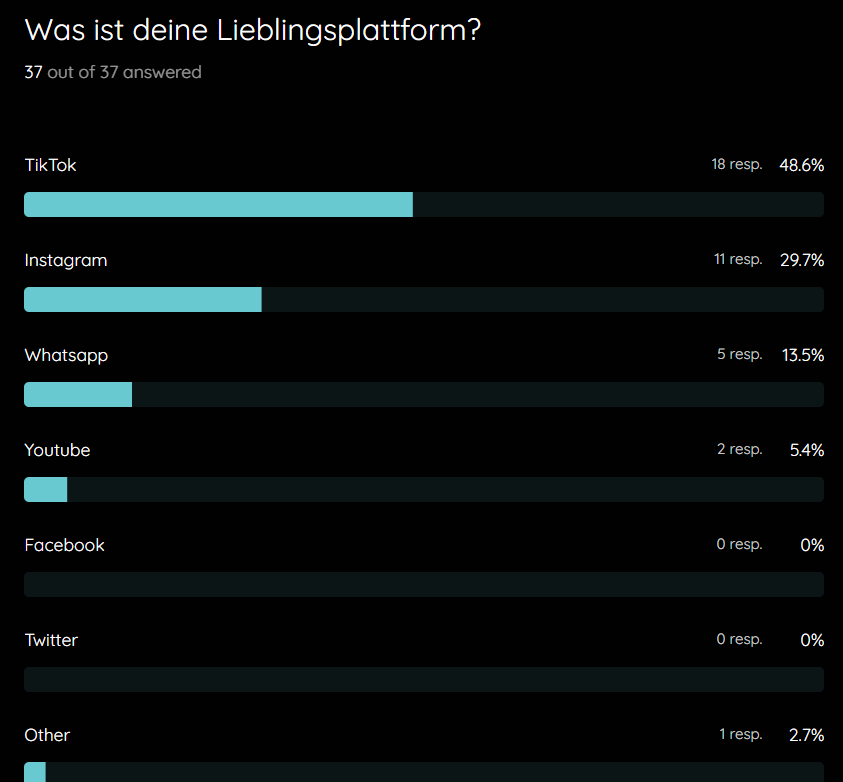 Was ist deine Lieblingsplattform?
37 out of 37 answered
TikTok 18 resp. 48.6%
Instagram 11 resp. 29.7%
Whatsapp 5 resp. 13.5%
Youtube 2 resp. 5.4%
Facebook 0 resp. 0%
Twitter 0 resp. 0%
Other 1 resp. 2.7%